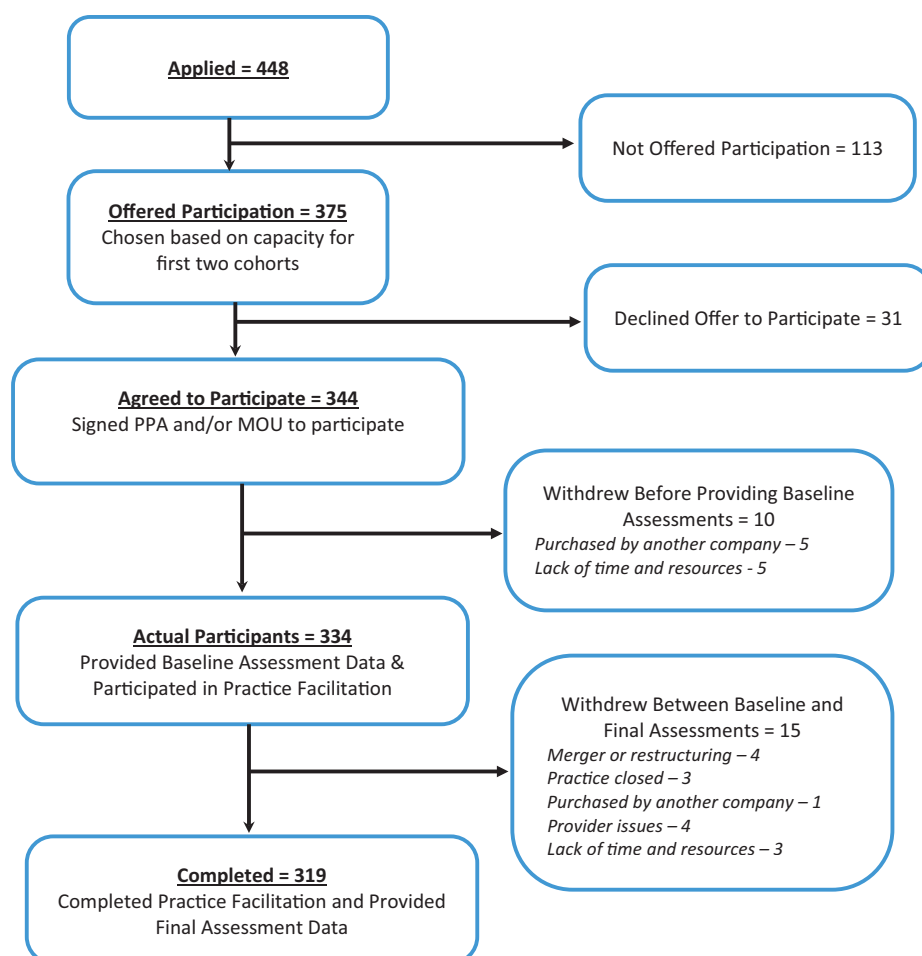 Applied = 448
Not Offered Participation = 113
Offered Participation = 375
Chosen based on capacity for
first two cohorts
Declined Offer to Participate = 31
Agreed to Participate = 344
Signed PPA and/or MOU to participate
Withdrew Before Providing Baseline
Assessments = 10
Purchased by another company – 5
Lack of time and resources - 5
Actual Participants = 334
Provided Baseline Assessment Data &
Participated in Practice Facilitation
Withdrew Between Baseline and
Final Assessments = 15
Merger or restructuring – 4
Practice closed – 3
Purchased by another company – 1
Provider issues – 4
Lack of time and resources – 3
Completed = 319
Completed Practice Facilitation and Provided
Final Assessment Data